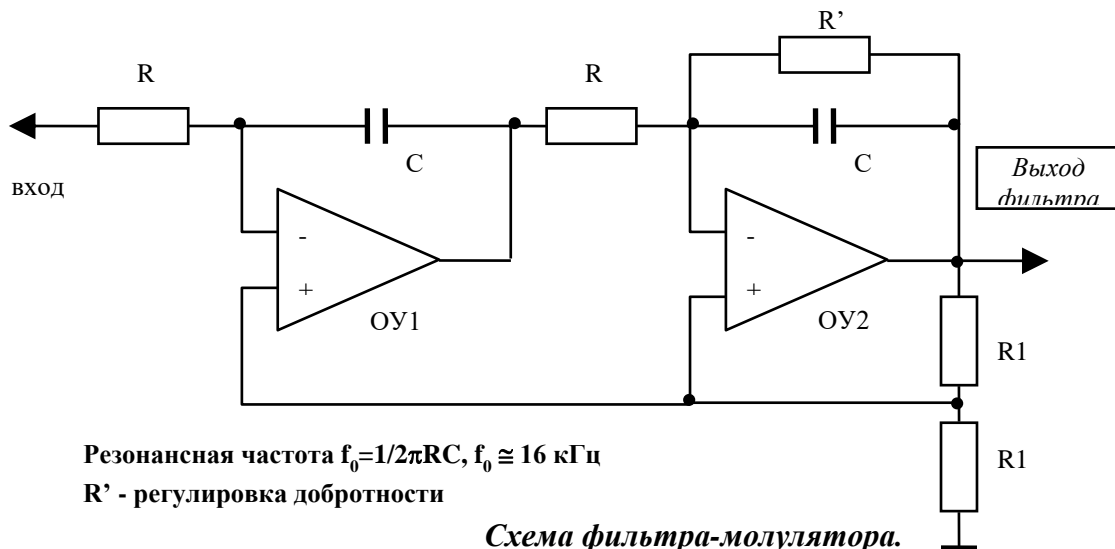 R’
R
R
C
C
вход
Выход
фильтра
-
+
ОУ1
-
+
ОУ2
R1
R1
Резонансная частота f₀=1/2πRC, f₀ ≅ 16 кГц
R’ - регулировка добротности
Схема фильтра-молулятора.